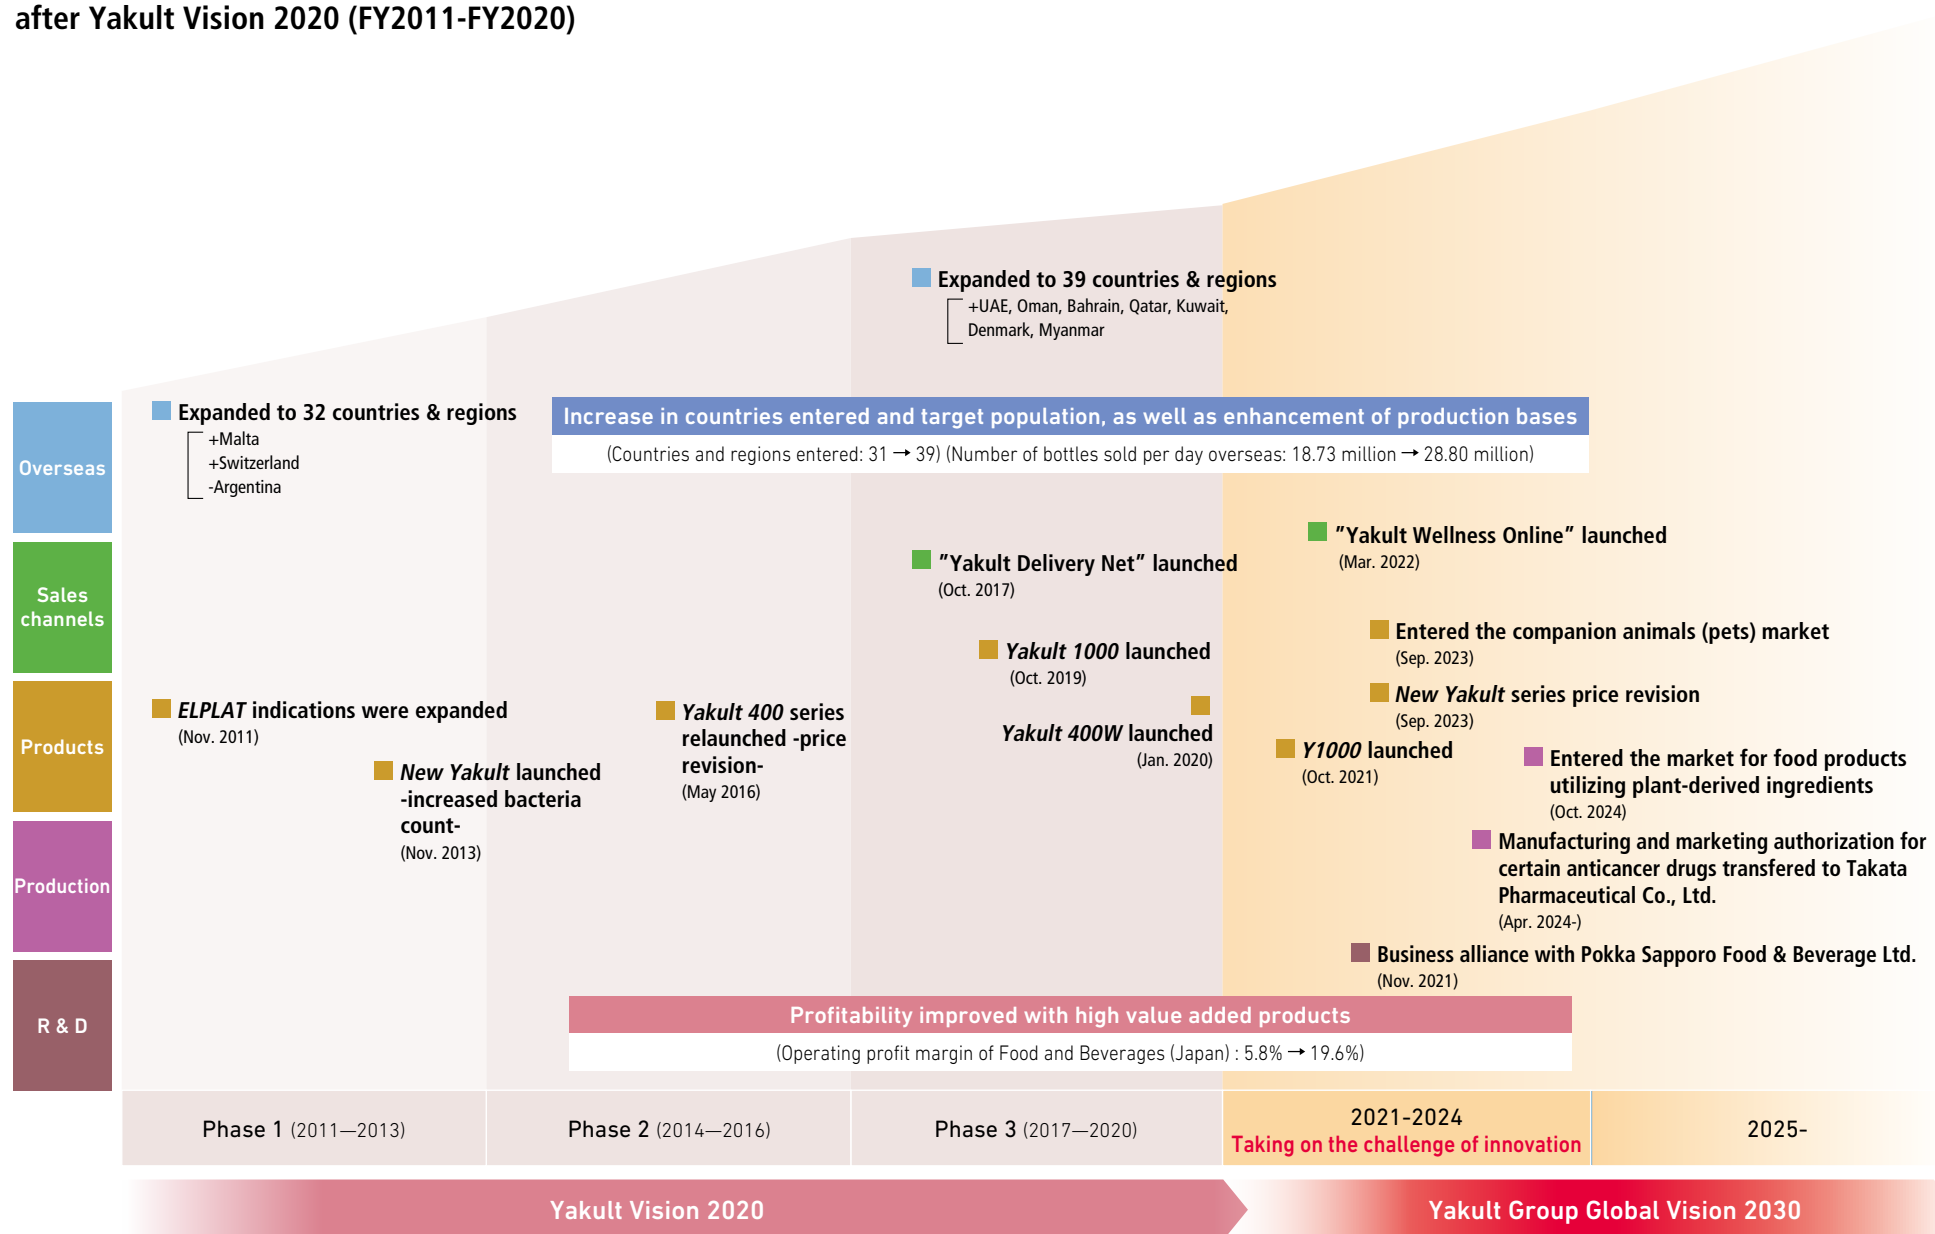 after Yakult Vision 2020 (FY2011-FY2020)
Expanded to 39 countries & regions
+UAE, Oman, Bahrain, Qatar, Kuwait,
Denmark, Myanmar
Overseas
Expanded to 32 countries & regions
+Malta
+Switzerland
-Argentina
Increase in countries entered and target population, as well as enhancement of production bases
(Countries and regions entered: 31 → 39) (Number of bottles sold per day overseas: 18.73 million → 28.80 million)
Sales
channels
"Yakult Delivery Net" launched
(Oct. 2017)
"Yakult Wellness Online" launched
(Mar. 2022)
Products
ELPLAT indications were expanded
(Nov. 2011)
New Yakult launched
-increased bacteria
count-
(Nov. 2013)
Yakult 400 series
relaunched -price
revision-
(May 2016)
Yakult 1000 launched
(Oct. 2019)
Yakult 400W launched
(Jan. 2020)
Entered the companion animals (pets) market
(Sep. 2023)
New Yakult series price revision
(Sep. 2023)
Y1000 launched
(Oct. 2021)
Production
Entered the market for food products
utilizing plant-derived ingredients
(Oct. 2024)
Manufacturing and marketing authorization for
certain anticancer drugs transfered to Takata
Pharmaceutical Co., Ltd.
(Apr. 2024-)
R & D
Business alliance with Pokka Sapporo Food & Beverage Ltd.
(Nov. 2021)
Profitability improved with high value added products
(Operating profit margin of Food and Beverages (Japan) : 5.8% → 19.6%)
Phase 1 (2011—2013)
Phase 2 (2014—2016)
Phase 3 (2017—2020)
2021-2024
Taking on the challenge of innovation
2025-
Yakult Vision 2020
Yakult Group Global Vision 2030